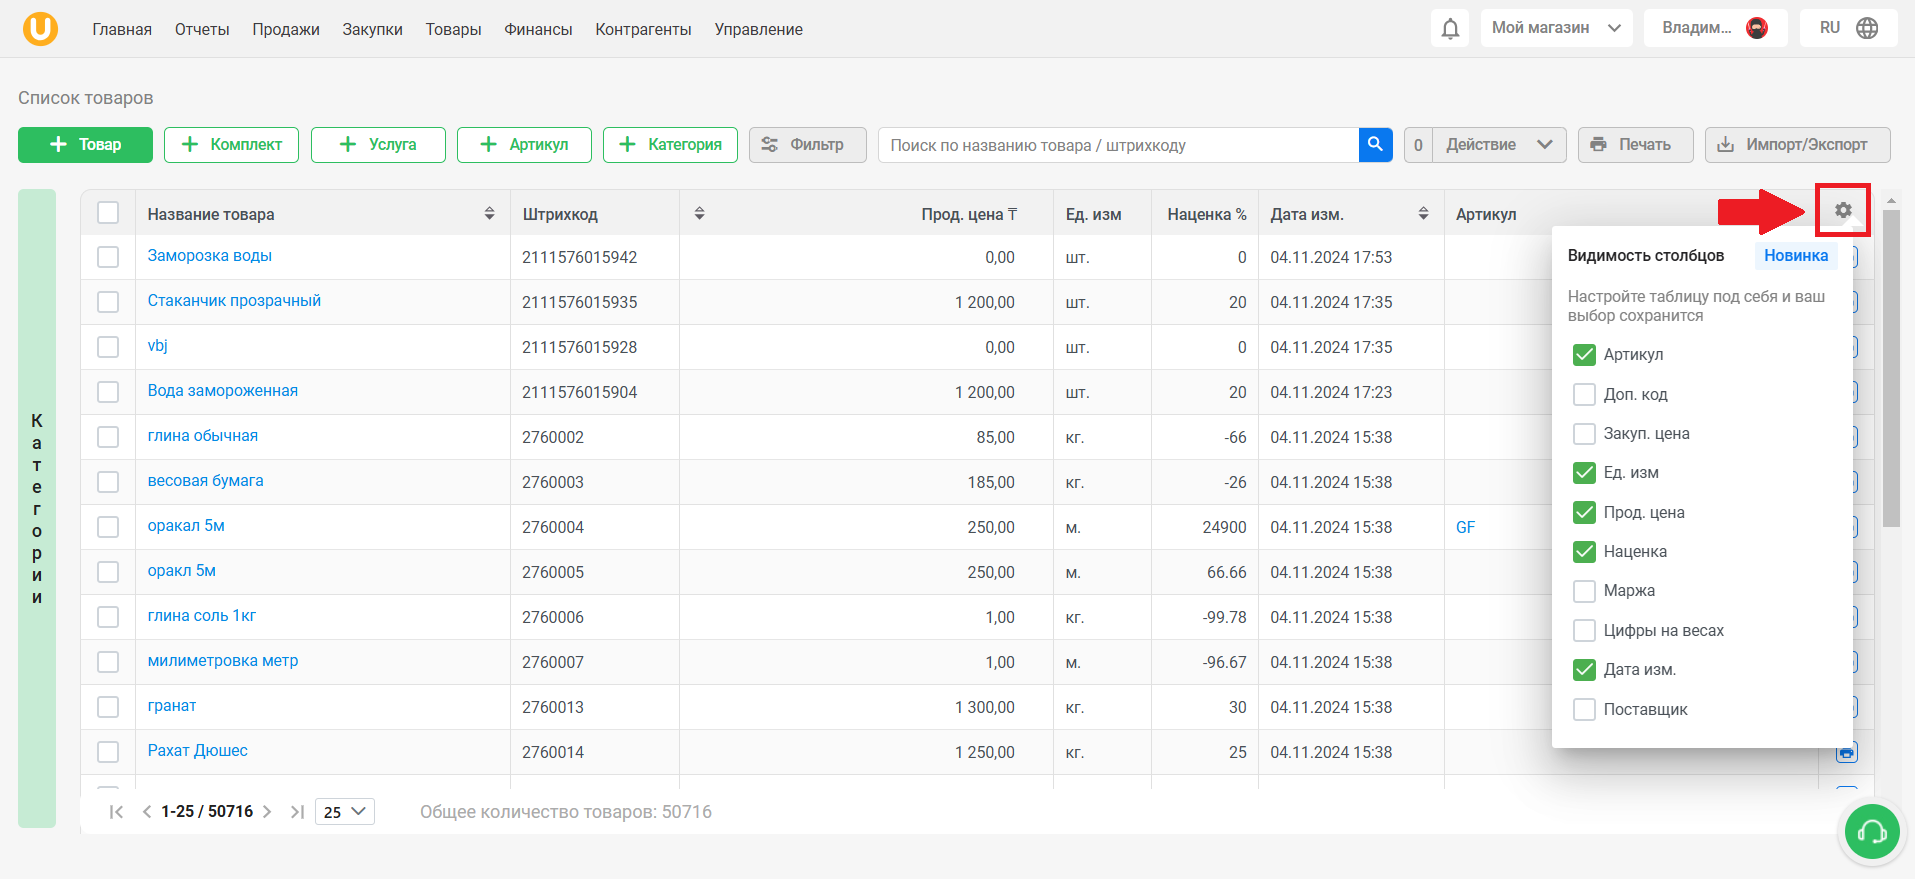 Главная Отчеты Продажи Закупки Товары Финансы Контрагенты Управление Мой магазин Владим... RU
Список товаров
Товар Комплект Услуга Артикул Категория Фильтр Поиск по названию товара / штрихкоду 0 Действие Печать Импорт/Экспорт
Категории
Название товара Штрихкод Прод. цена ₸ Ед. изм Наценка % Дата изм. Артикул
Заморозка воды 2111576015942 0,00 шт. 0 04.11.2024 17:53
Стаканчик прозрачный 2111576015935 1 200,00 шт. 20 04.11.2024 17:35
vbj 2111576015928 0,00 шт. 0 04.11.2024 17:35
Вода замороженная 2111576015904 1 200,00 шт. 20 04.11.2024 17:23
глина обычная 2760002 85,00 кг. -66 04.11.2024 15:38
весовая бумага 2760003 185,00 кг. -26 04.11.2024 15:38
оракал 5м 2760004 250,00 м. 24900 04.11.2024 15:38 GF
оракл 5м 2760005 250,00 м. 66.66 04.11.2024 15:38
глина соль 1кг 2760006 1,00 кг. -99.78 04.11.2024 15:38
милиметровка метр 2760007 1,00 м. -96.67 04.11.2024 15:38
гранат 2760013 1 300,00 кг. 30 04.11.2024 15:38
Рахат Дюшес 2760014 1 250,00 кг. 25 04.11.2024 15:38
Видимость столбцов Новинка
Настройте таблицу под себя и ваш
выбор сохранится
Артикул
Доп. код
Закуп. цена
Ед. изм
Прод. цена
Наценка
Маржа
Цифры на весах
Дата изм.
Поставщик
1-25 / 50716 25 Общее количество товаров: 50716